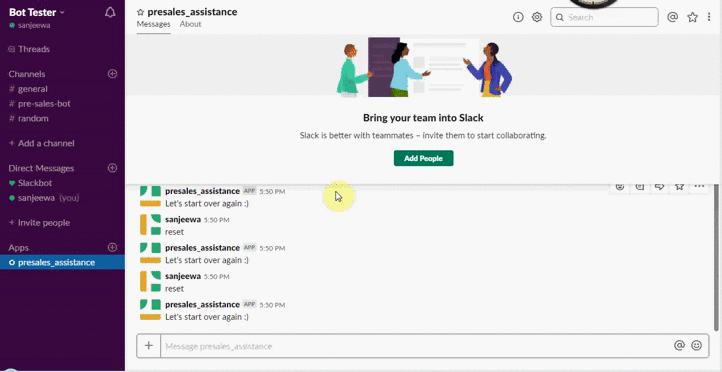 Bot Tester
sanjeewa
Threads
Channels
# general
# pre-sales-bot
# random
+ Add a channel
Direct Messages
Slackbot
sanjeewa (you)
+ Invite people
Apps
presales_assistance
presales_assistance
Messages About
Search
Bring your team into Slack
Slack is better with teammates – invite them to start collaborating.
Add People
presales_assistance APP 5:50 PM
Let's start over again :)
sanjeewa 5:50 PM
reset
presales_assistance APP 5:50 PM
Let's start over again :)
sanjeewa 5:50 PM
reset
presales_assistance APP 5:50 PM
Let's start over again :)
Message presales_assistance